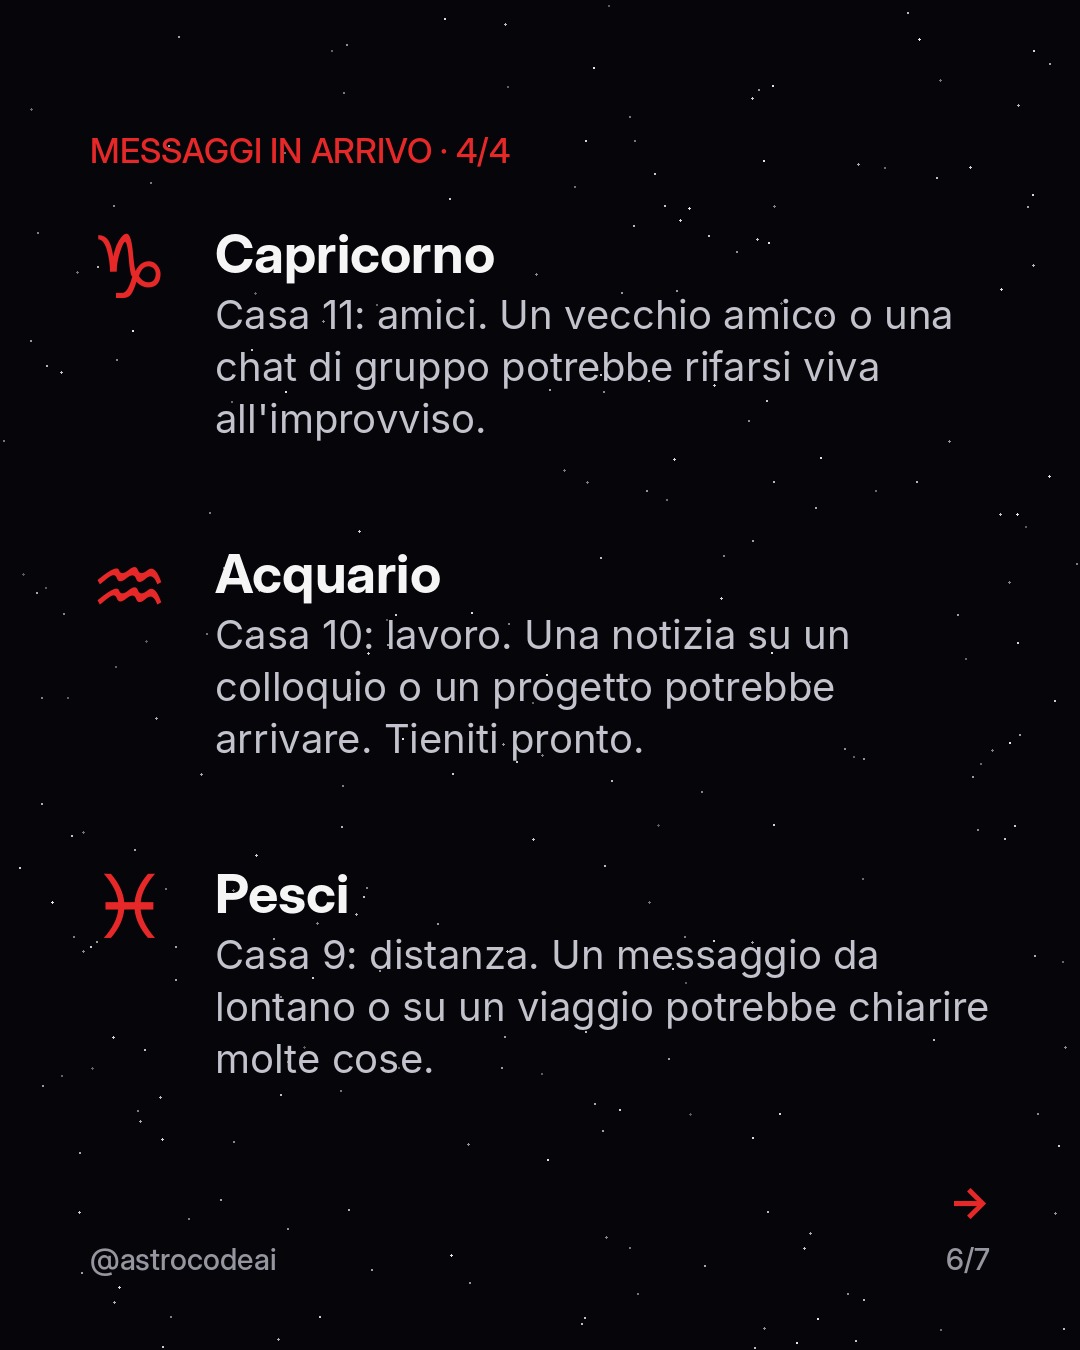 MESSAGGI IN ARRIVO · 4/4
♑ Capricorno
Casa 11: amici. Un vecchio amico o una
chat di gruppo potrebbe rifarsi viva
all'improvviso.
♒ Acquario
Casa 10: lavoro. Una notizia su un
colloquio o un progetto potrebbe
arrivare. Tieniti pronto.
♓ Pesci
Casa 9: distanza. Un messaggio da
lontano o su un viaggio potrebbe chiarire
molte cose.
→
@astrocodeai
6/7